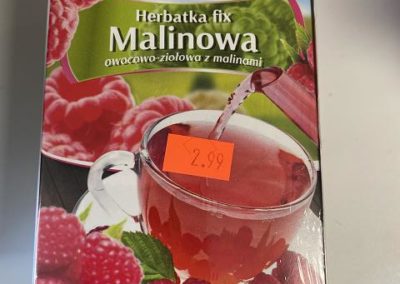 Herbatka fix
Malinowa
owocowo-ziołowa z malinami
2.99